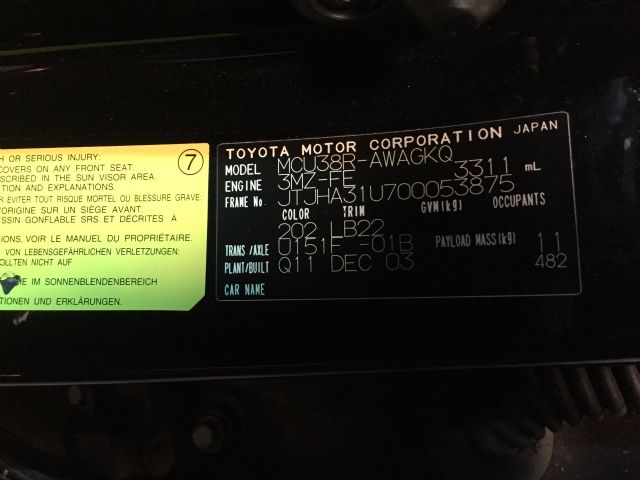 H OR SERIOUS INJURY:
COVERS ON ANY FRONT SEAT,
SCRIBED IN THE SUN VISOR AREA.
TION AND EXPLANATIONS.
R EVITER TOUT RISQUE MORTEL OU BLESSURE GRAVE:
'ORIGINE SUR UN SIÈGE AVANT.
SSIN GONFLABLE SRS ET DÉCRITES À
IONS, VOIR LE MANUEL DU PROPRIÉTAIRE.
VON LEBENSGEFÄHRLICHEN VERLETZUNGEN:
OLLTEN NICHT AUF
E IM SONNENBLENDENBEREICH
TIONEN UND ERKLÄRUNGEN.
7
TOYOTA MOTOR CORPORATION JAPAN
MODEL MCU38R-AWAGKQ
ENGINE 3MZ-FE 3311 mL
FRAME No. JTJHA31U700053875
COLOR TRIM GVM(kg) OCCUPANTS
202 LB22
TRANS/AXLE U151F -01B PAYLOAD MASS(kg) 11
PLANT/BUILT Q11 DEC 03 482
CAR NAME